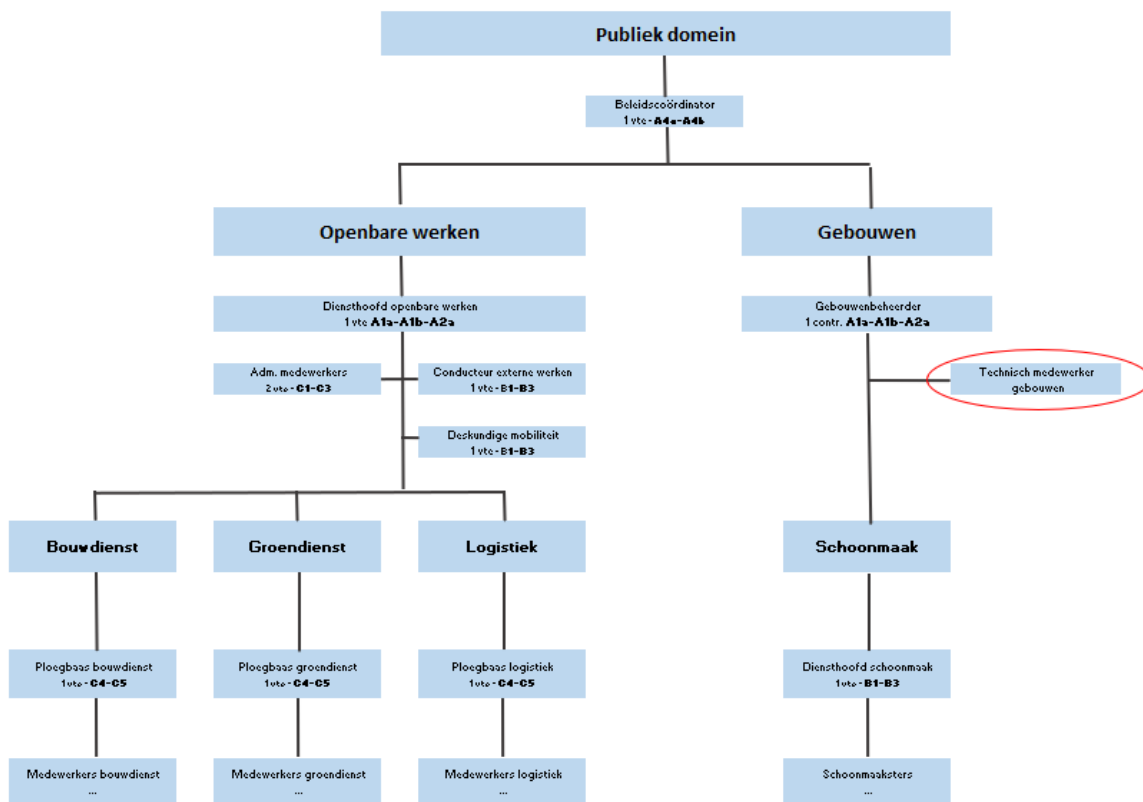 Publiek domein
Beleidscoördinator
1 vte - A4a-A4b
Openbare werken
Gebouwen
Diensthoofd openbare werken
1 vte A1a-A1b-A2a
Gebouwenbeheerder
1 contr. A1a-A1b-A2a
Adm. medewerkers
2 vte - C1-C3
Conducteur externe werken
1 vte - B1-B3
Technisch medewerker
gebouwen
Deskundige mobiliteit
1 vte - B1-B3
Bouwdienst
Groendienst
Logistiek
Schoonmaak
Ploegbaas bouwdienst
1 vte - C4-C5
Ploegbaas groendienst
1 vte - C4-C5
Ploegbaas logistiek
1 vte - C4-C5
Diensthoofd schoonmaak
1 vte - B1-B3
Medewerkers bouwdienst
...
Medewerkers groendienst
...
Medewerkers logistiek
...
Schoonmaaksters
...